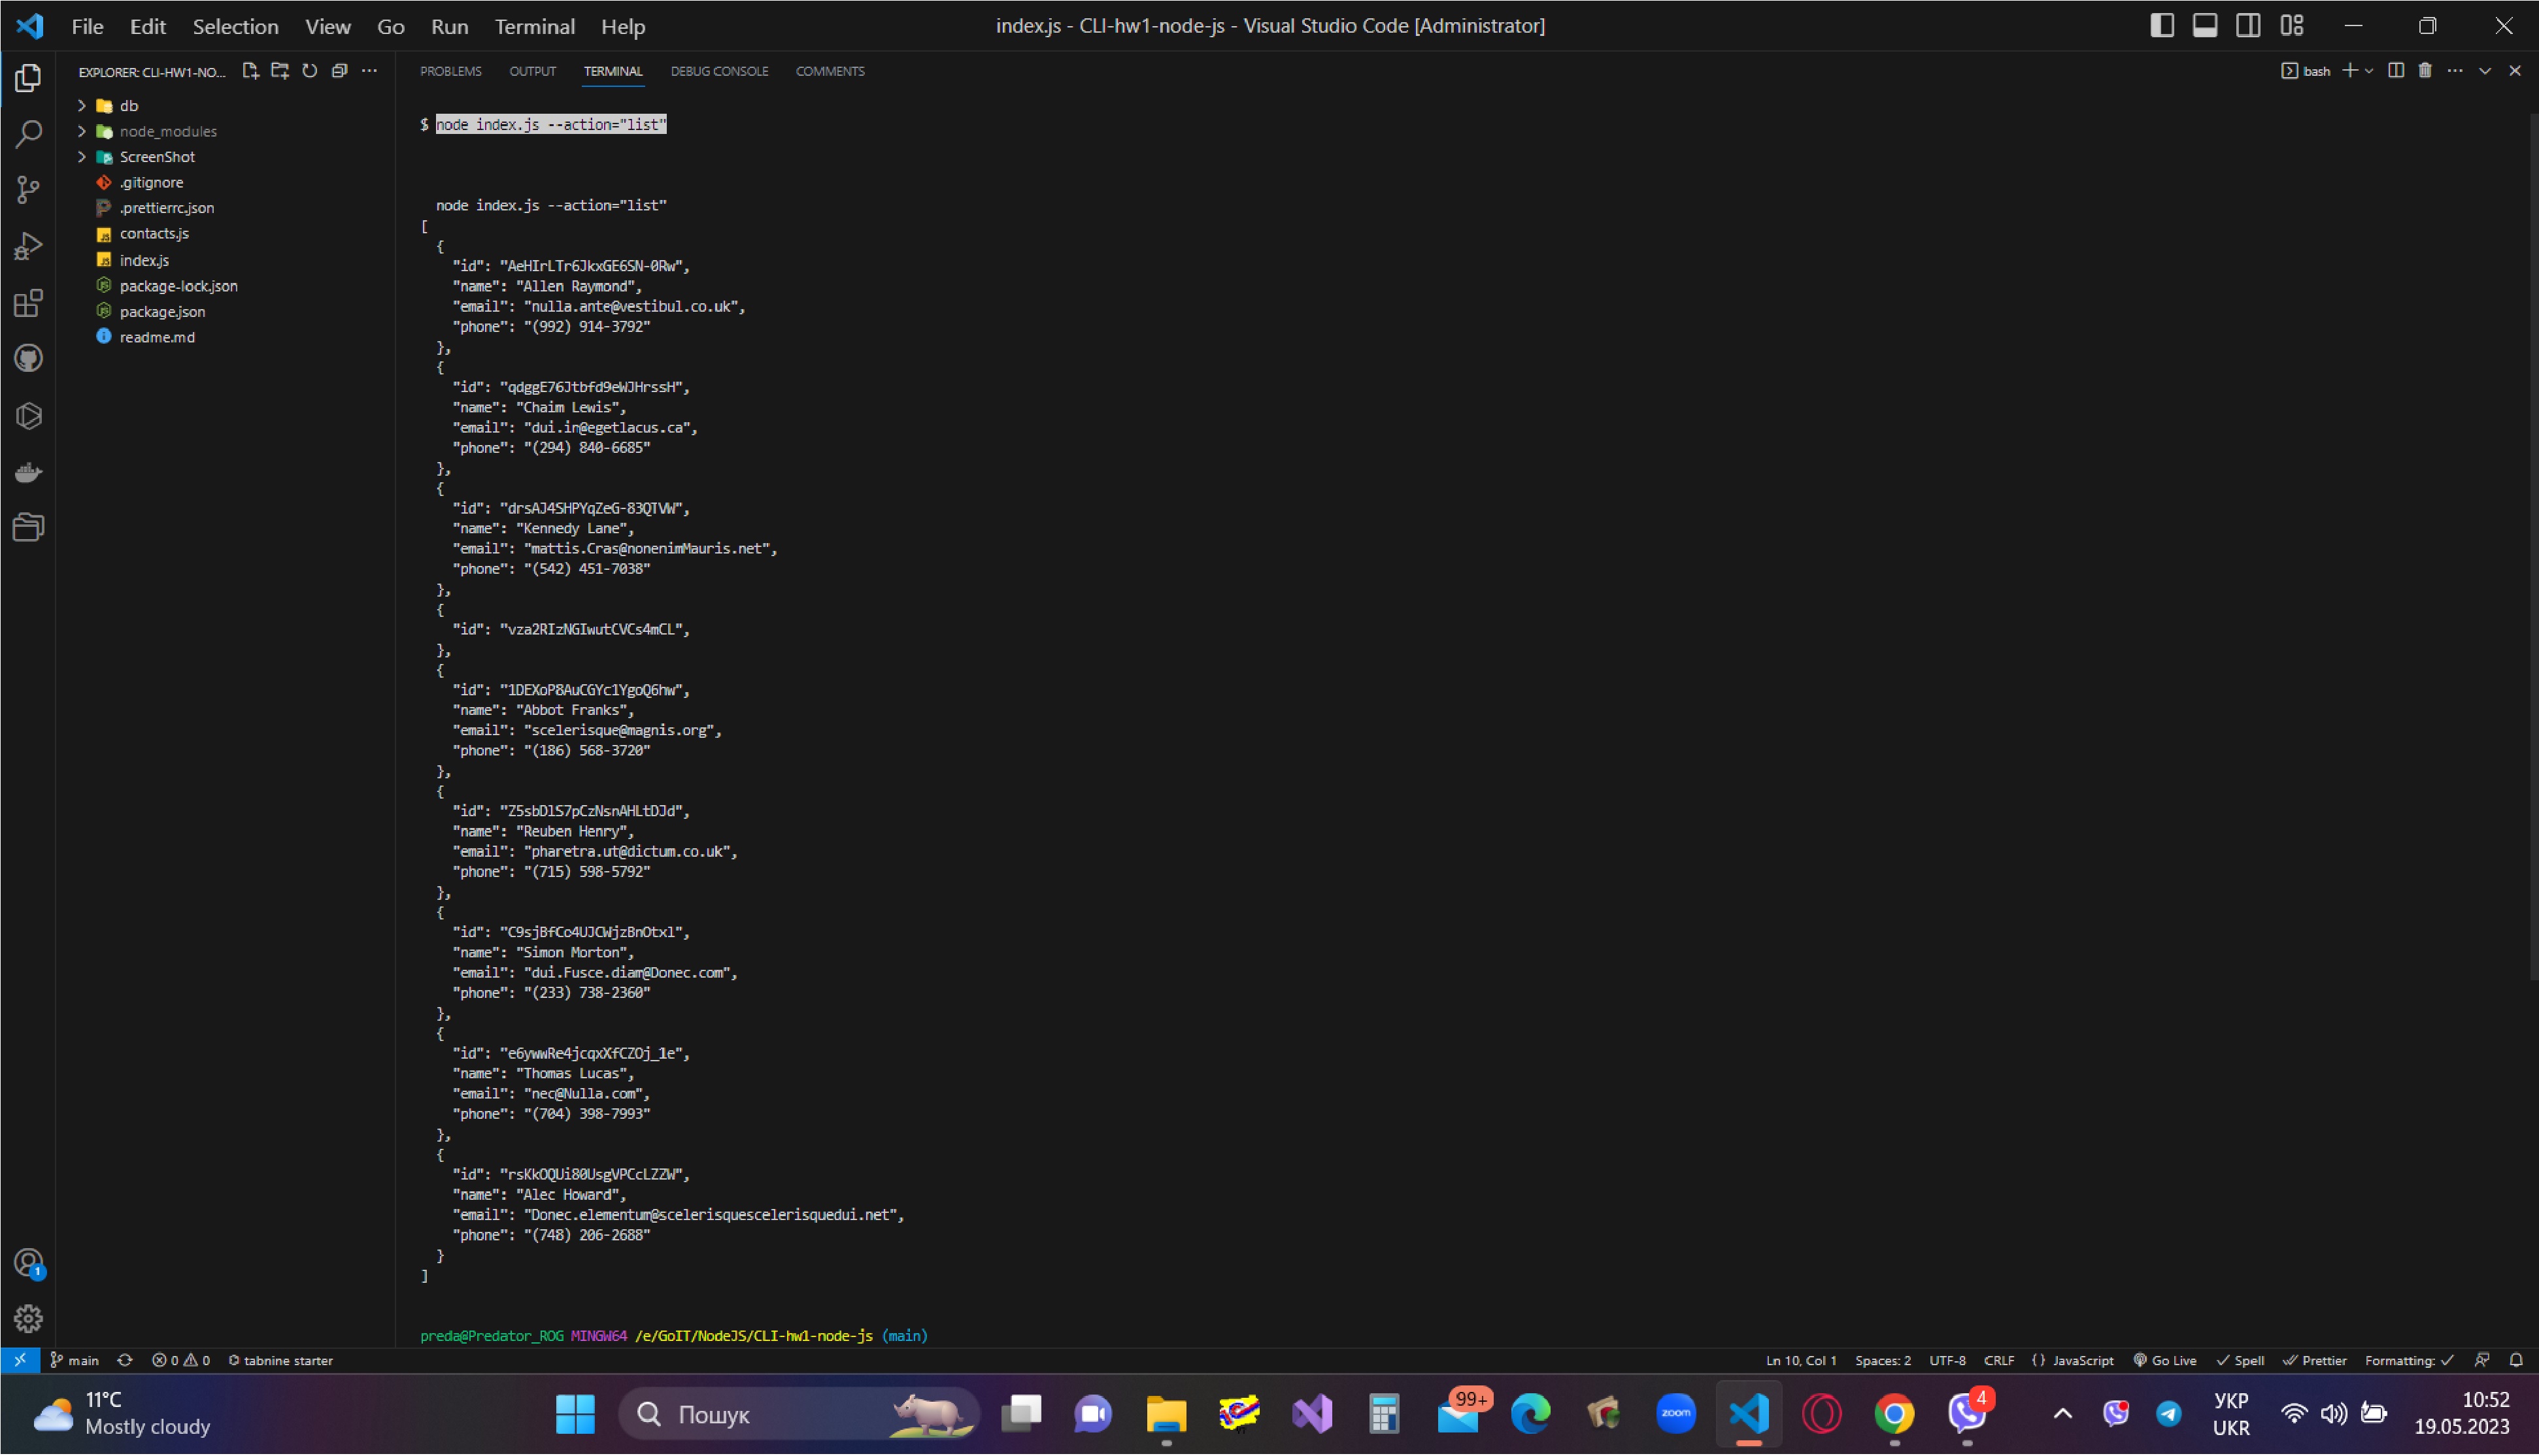 File Edit Selection View Go Run Terminal Help
index.js - CLI-hw1-node-js - Visual Studio Code [Administrator]
EXPLORER: CLI-HW1-NO...
db
node_modules
ScreenShot
.gitignore
.prettierrc.json
contacts.js
index.js
package-lock.json
package.json
readme.md
PROBLEMS OUTPUT TERMINAL DEBUG CONSOLE COMMENTS
bash
$ node index.js --action="list"
node index.js --action="list"
[
{
"id": "AeHIrLTr6JkxGE6SN-0Rw",
"name": "Allen Raymond",
"email": "nulla.ante@vestibul.co.uk",
"phone": "(992) 914-3792"
},
{
"id": "qdggE76Jtbfd9eWJHrssH",
"name": "Chaim Lewis",
"email": "dui.in@egetlacus.ca",
"phone": "(294) 840-6685"
},
{
"id": "drsAJ4SHPYqZeG-83QTVW",
"name": "Kennedy Lane",
"email": "mattis.Cras@nonenimMauris.net",
"phone": "(542) 451-7038"
},
{
"id": "vza2RIzNGIwutCVCs4mCL",
},
{
"id": "1DEXoP8AuCGYc1YgoQ6hw",
"name": "Abbot Franks",
"email": "scelerisque@magnis.org",
"phone": "(186) 568-3720"
},
{
"id": "Z5sbDlS7pCzNsnAHLtDJd",
"name": "Reuben Henry",
"email": "pharetra.ut@dictum.co.uk",
"phone": "(715) 598-5792"
},
{
"id": "C9sjBfCo4UJCWjzBnOtxl",
"name": "Simon Morton",
"email": "dui.Fusce.diam@Donec.com",
"phone": "(233) 738-2360"
},
{
"id": "e6ywwRe4jcqxXfCZOj_1e",
"name": "Thomas Lucas",
"email": "nec@Nulla.com",
"phone": "(704) 398-7993"
},
{
"id": "rsKkOQUi80UsgVPCcLZZW",
"name": "Alec Howard",
"email": "Donec.elementum@scelerisquescelerisquedui.net",
"phone": "(748) 206-2688"
}
]
preda@Predator_ROG MINGW64 /e/GoIT/NodeJS/CLI-hw1-node-js (main)
1
main 0 0 tabnine starter
Ln 10, Col 1 Spaces: 2 UTF-8 CRLF {} JavaScript Go Live Spell Prettier Formatting:
11°C
Mostly cloudy
Пошук
99+
zoom
4
УКР
UKR
10:52
19.05.2023